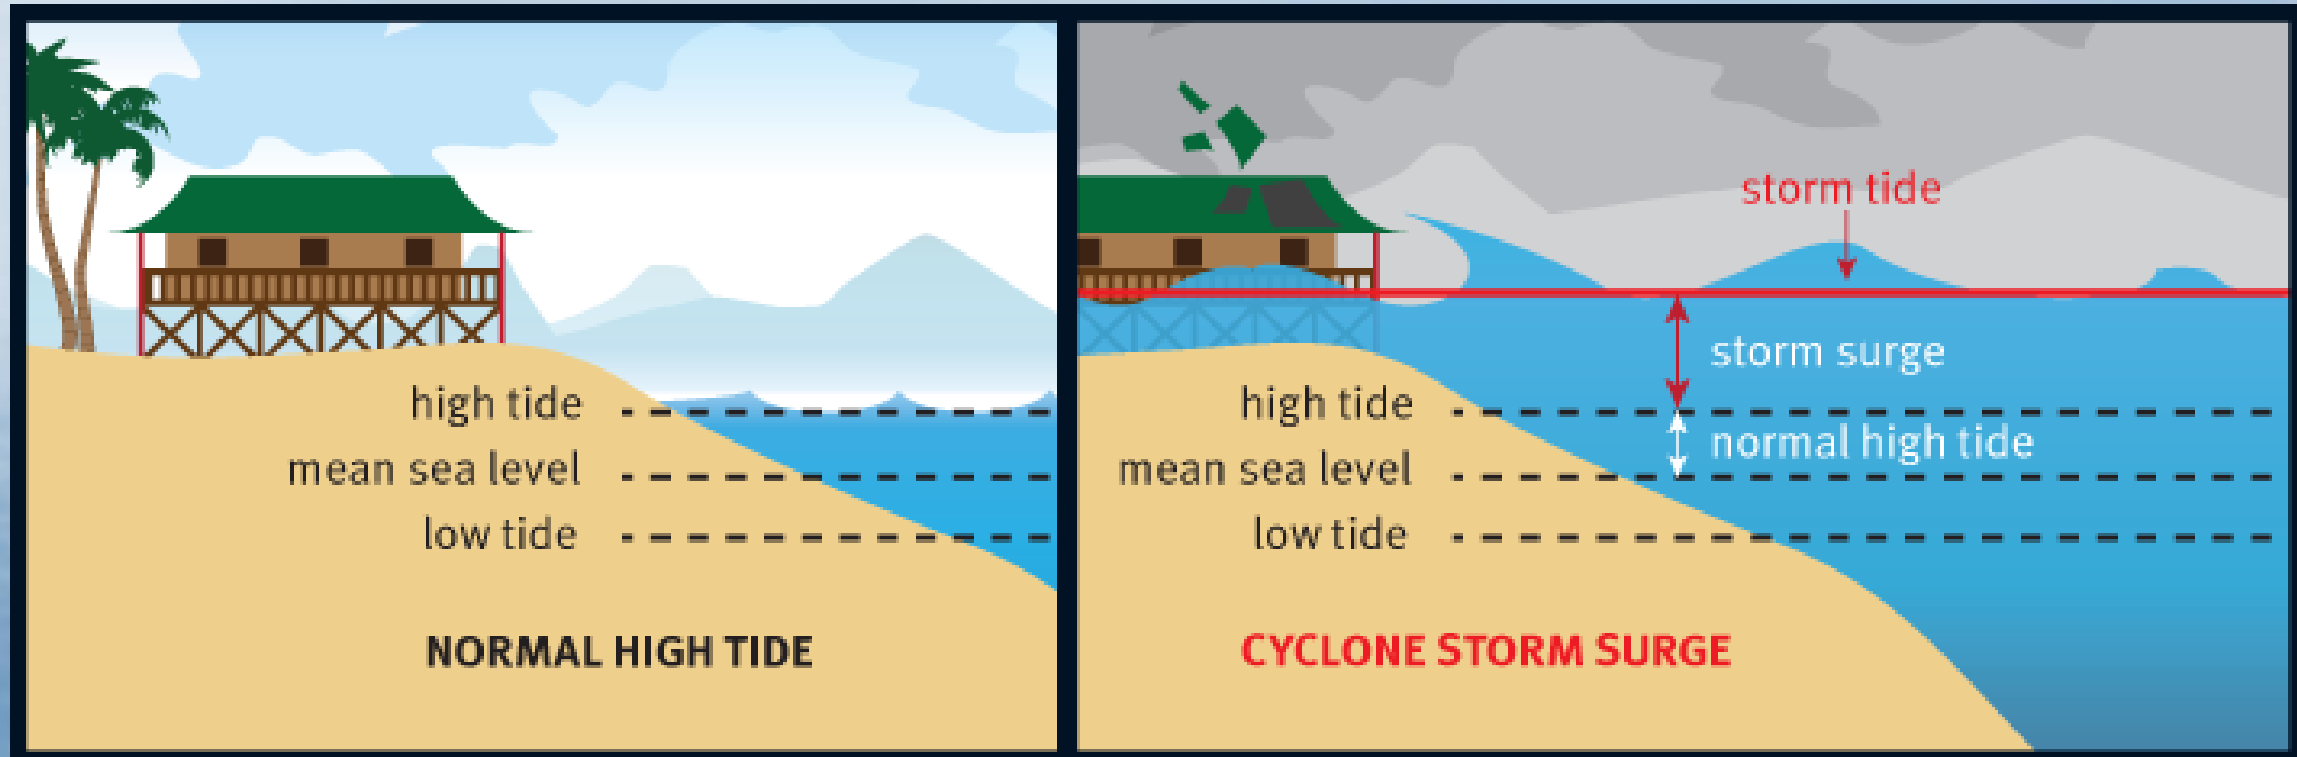 high tide
mean sea level
low tide
NORMAL HIGH TIDE
storm tide
storm surge
high tide
normal high tide
mean sea level
low tide
CYCLONE STORM SURGE